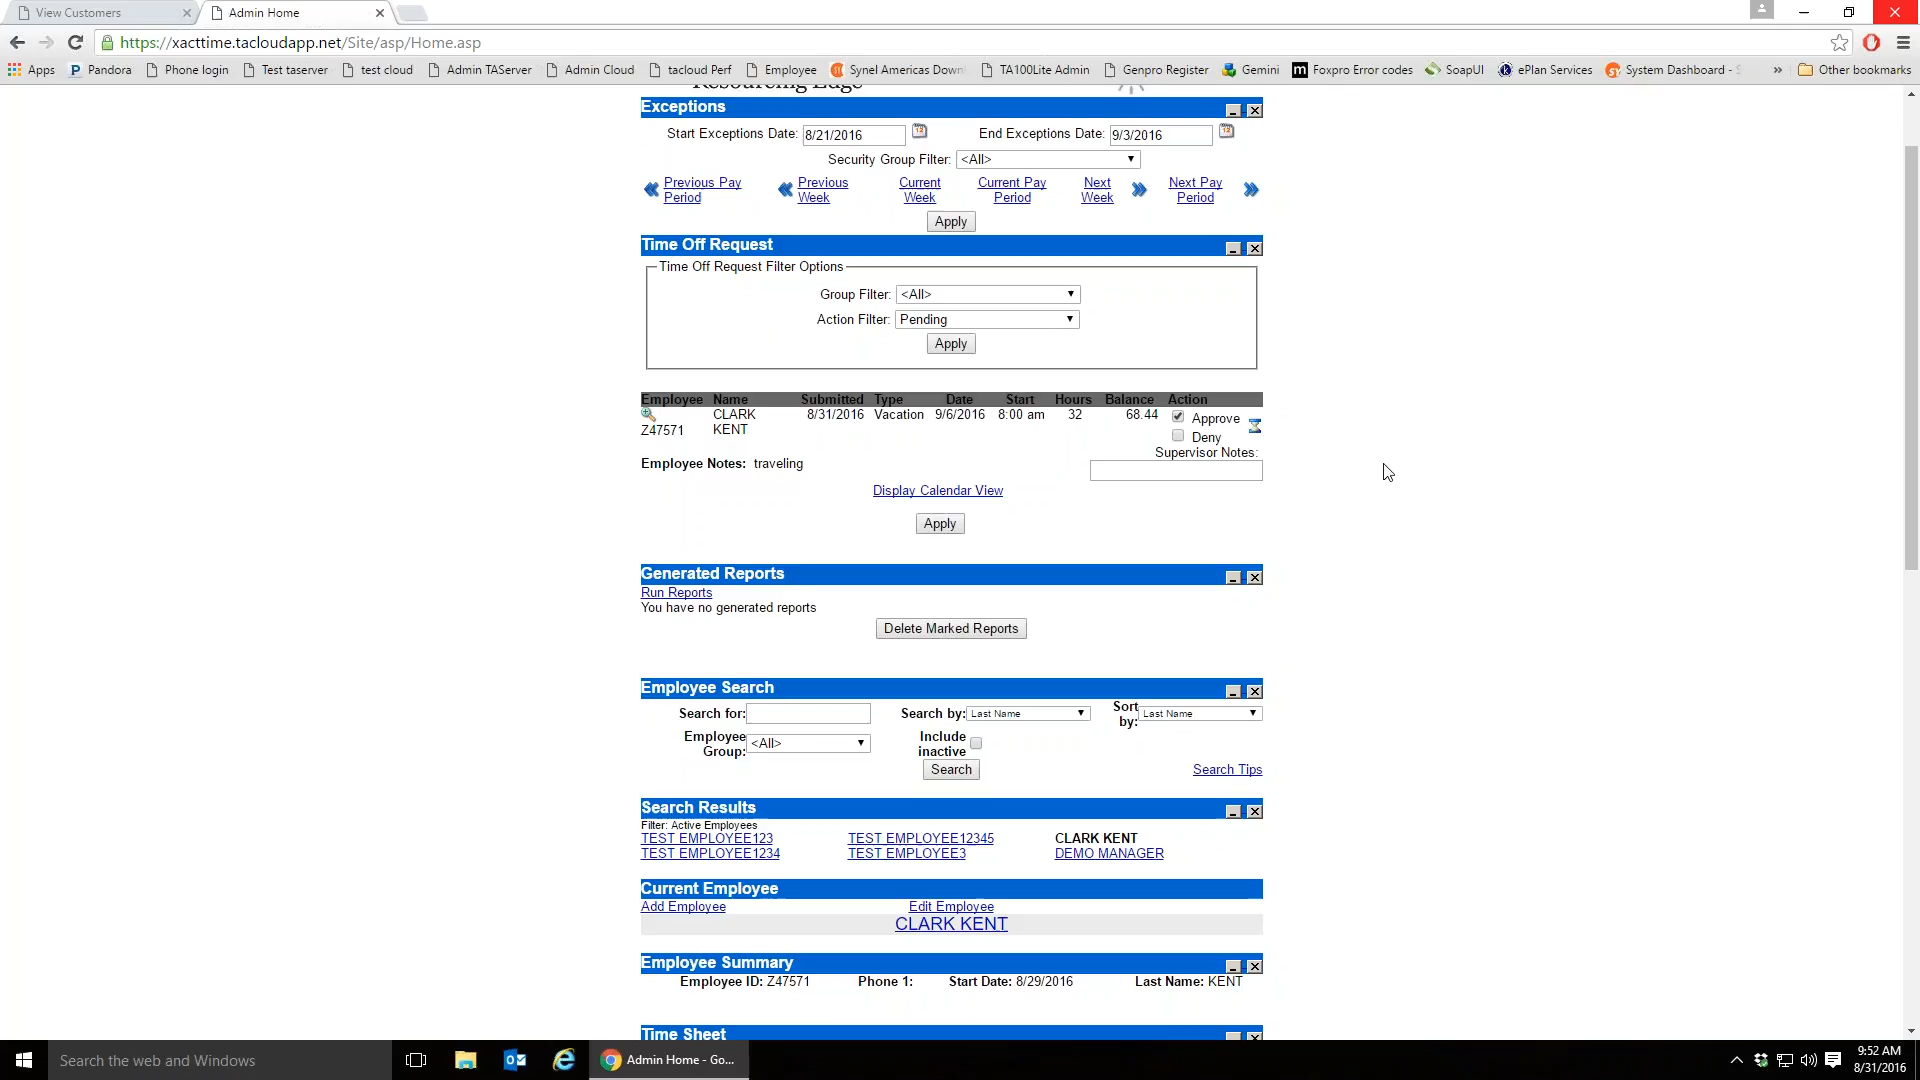 View Customers
Admin Home
https://xacttime.tacloudapp.net/Site/asp/Home.asp
Apps
Pandora
Phone login
Test taserver
test cloud
Admin TAServer
Admin Cloud
tacloud Perf
Employee
Synel Americas Down
TA100Lite Admin
Genpro Register
Gemini
Foxpro Error codes
SoapUI
ePlan Services
System Dashboard - S
Other bookmarks
Resourcing Edge
Exceptions
Start Exceptions Date: 8/21/2016 End Exceptions Date: 9/3/2016
Security Group Filter: <All>
Previous Pay Period
Previous Week
Current Week
Current Pay Period
Next Week
Next Pay Period
Apply
Time Off Request
Time Off Request Filter Options
Group Filter: <All>
Action Filter: Pending
Apply
Employee Name Submitted Type Date Start Hours Balance Action
Z47571 CLARK KENT 8/31/2016 Vacation 9/6/2016 8:00 am 32 68.44 Approve
Deny
Supervisor Notes:
Employee Notes: traveling
Display Calendar View
Apply
Generated Reports
Run Reports
You have no generated reports
Delete Marked Reports
Employee Search
Search for: Search by: Last Name Sort by: Last Name
Employee Group: <All> Include inactive
Search
Search Tips
Search Results
Filter: Active Employees
TEST EMPLOYEE123 TEST EMPLOYEE12345 CLARK KENT
TEST EMPLOYEE1234 TEST EMPLOYEE3 DEMO MANAGER
Current Employee
Add Employee Edit Employee
CLARK KENT
Employee Summary
Employee ID: Z47571 Phone 1: Start Date: 8/29/2016 Last Name: KENT
Time Sheet
Search the web and Windows
Admin Home - Go...
9:52 AM
8/31/2016